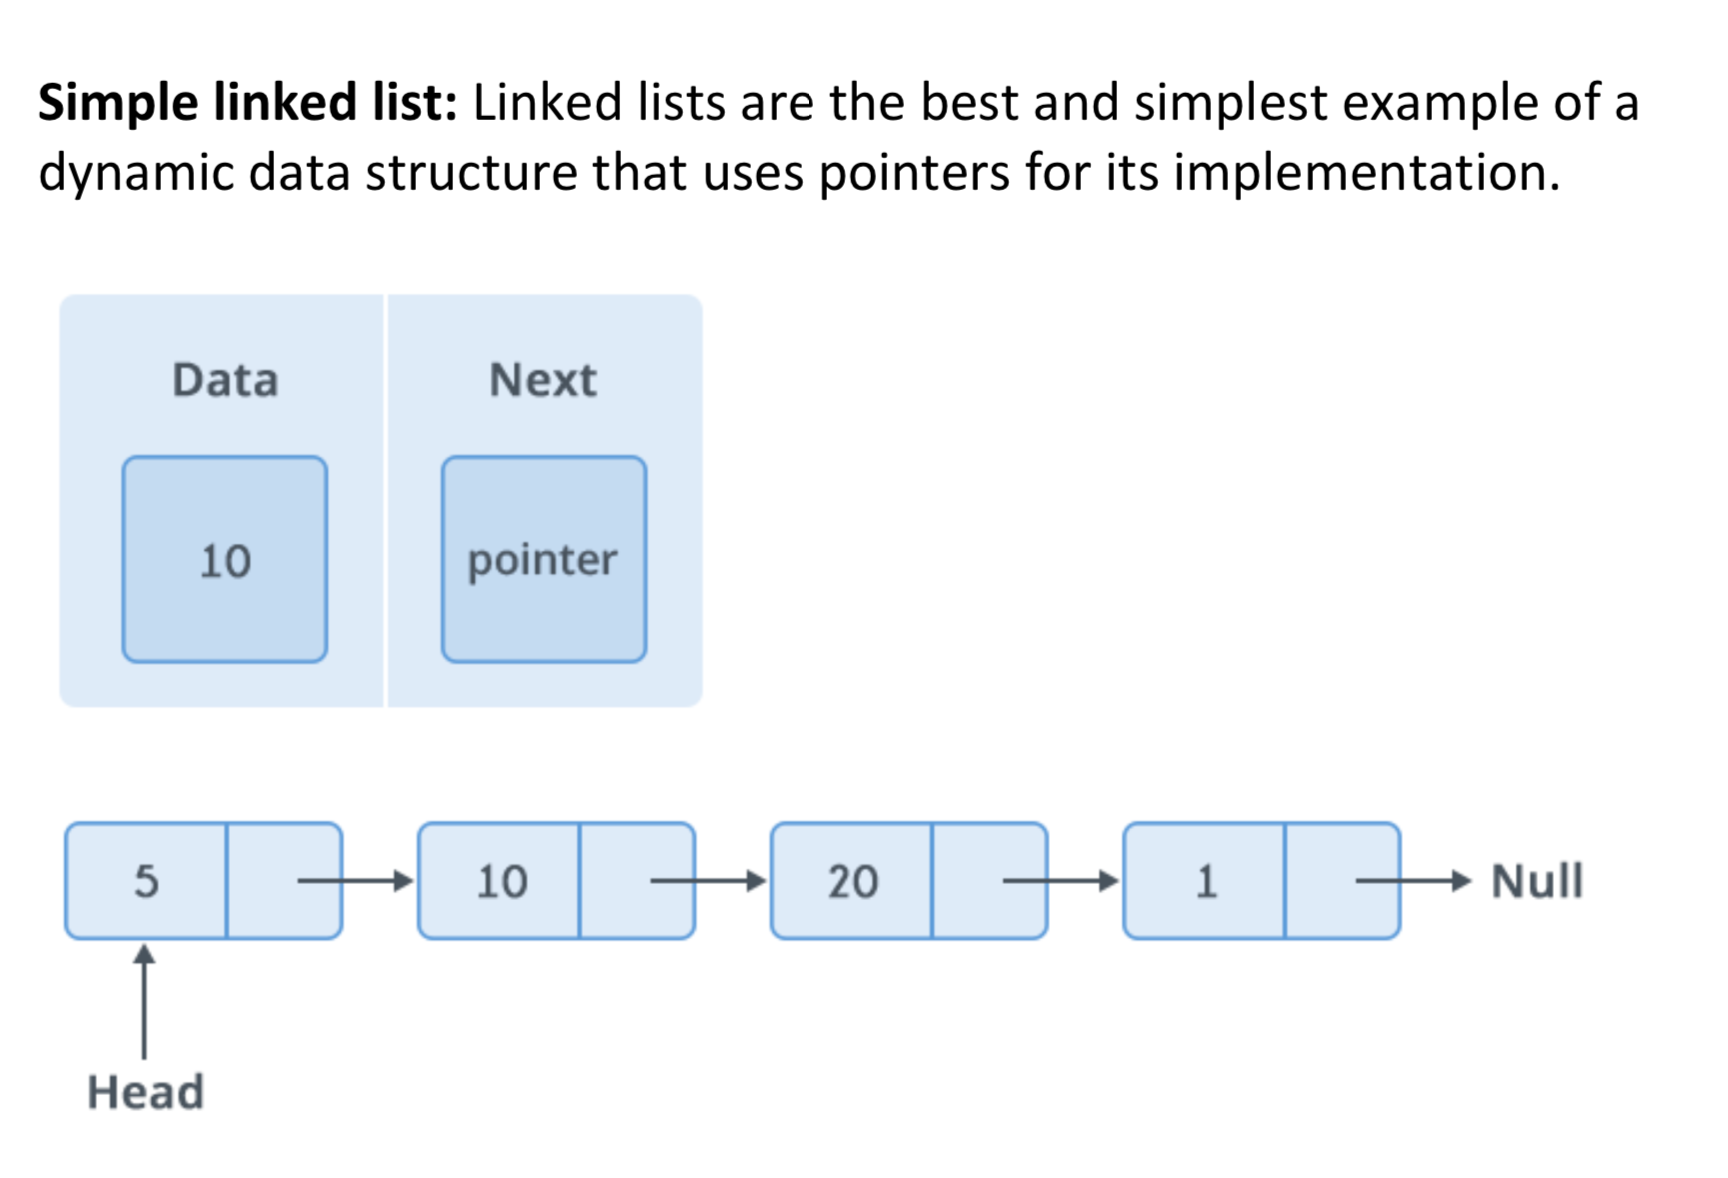 Simple linked list: Linked lists are the best and simplest example of a
dynamic data structure that uses pointers for its implementation.
Data Next
10 pointer
5 10 20 1 Null
Head